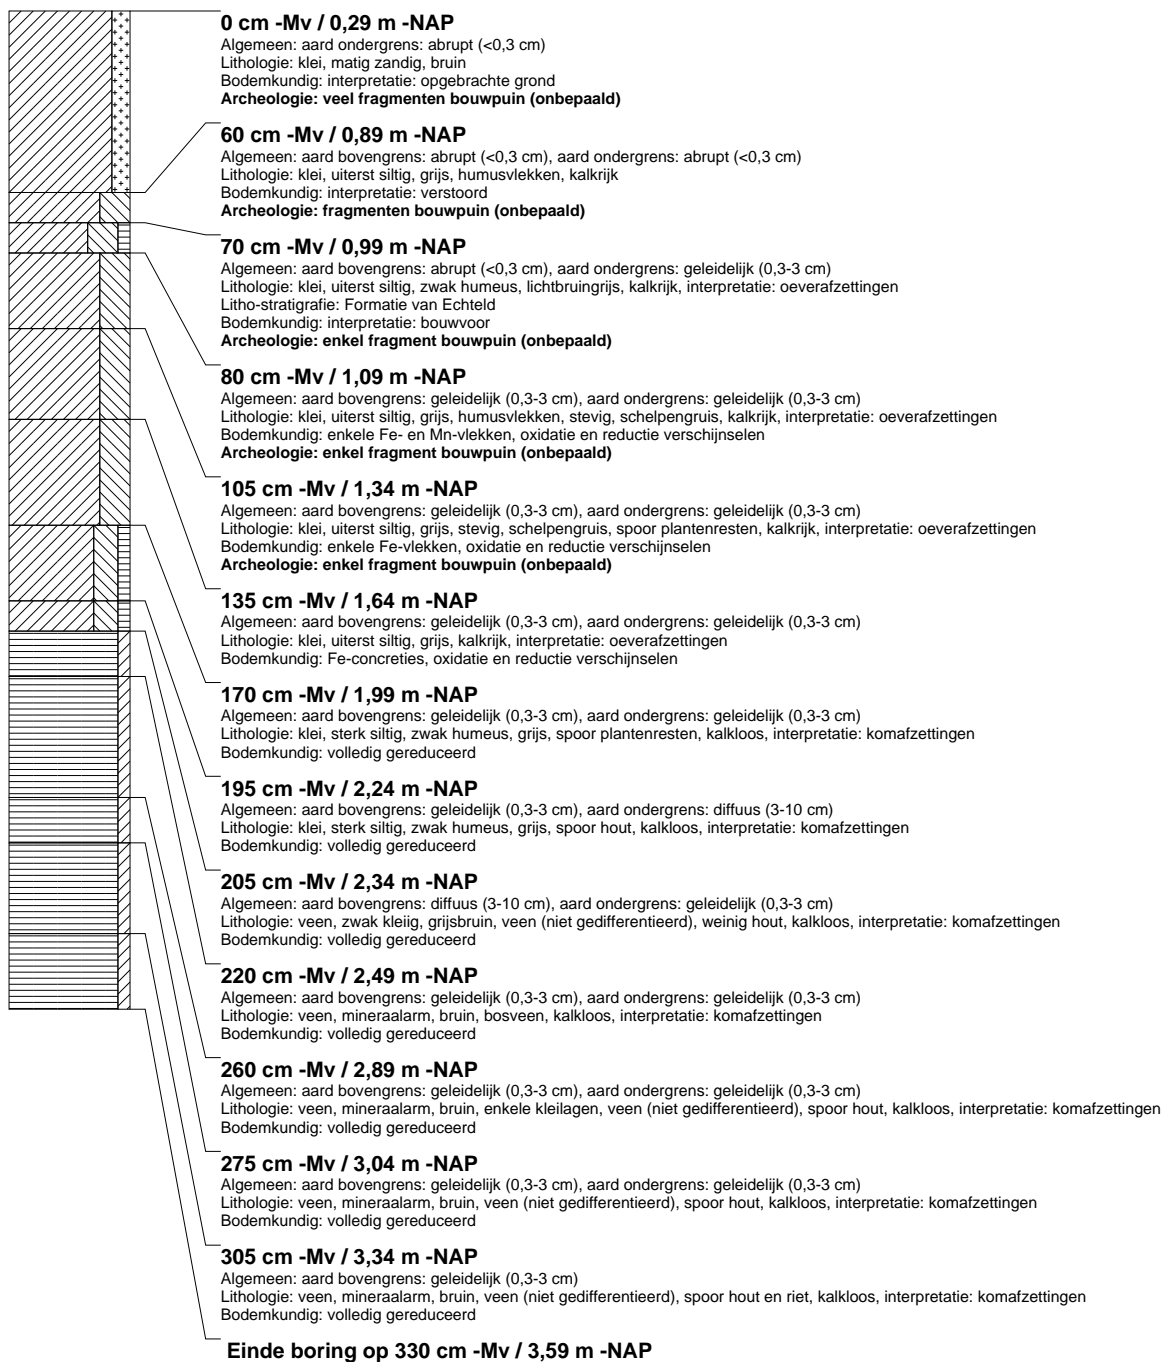 0 cm -Mv / 0,29 m -NAP
Algemeen: aard ondergrens: abrupt (<0,3 cm)
Lithologie: klei, matig zandig, bruin
Bodemkundig: interpretatie: opgebrachte grond
Archeologie: veel fragmenten bouwpuin (onbepaald)
60 cm -Mv / 0,89 m -NAP
Algemeen: aard bovengrens: abrupt (<0,3 cm), aard ondergrens: abrupt (<0,3 cm)
Lithologie: klei, uiterst siltig, grijs, humusvlekken, kalkrijk
Bodemkundig: interpretatie: verstoord
Archeologie: fragmenten bouwpuin (onbepaald)
70 cm -Mv / 0,99 m -NAP
Algemeen: aard bovengrens: abrupt (<0,3 cm), aard ondergrens: geleidelijk (0,3-3 cm)
Lithologie: klei, uiterst siltig, zwak humeus, lichtbruingrijs, kalkrijk, interpretatie: oeverafzettingen
Litho-stratigrafie: Formatie van Echteld
Bodemkundig: interpretatie: bouwvoor
Archeologie: enkel fragment bouwpuin (onbepaald)
80 cm -Mv / 1,09 m -NAP
Algemeen: aard bovengrens: geleidelijk (0,3-3 cm), aard ondergrens: geleidelijk (0,3-3 cm)
Lithologie: klei, uiterst siltig, grijs, humusvlekken, stevig, schelpengruis, kalkrijk, interpretatie: oeverafzettingen
Bodemkundig: enkele Fe- en Mn-vlekken, oxidatie en reductie verschijnselen
Archeologie: enkel fragment bouwpuin (onbepaald)
105 cm -Mv / 1,34 m -NAP
Algemeen: aard bovengrens: geleidelijk (0,3-3 cm), aard ondergrens: geleidelijk (0,3-3 cm)
Lithologie: klei, uiterst siltig, grijs, stevig, schelpengruis, spoor plantenresten, kalkrijk, interpretatie: oeverafzettingen
Bodemkundig: enkele Fe-vlekken, oxidatie en reductie verschijnselen
Archeologie: enkel fragment bouwpuin (onbepaald)
135 cm -Mv / 1,64 m -NAP
Algemeen: aard bovengrens: geleidelijk (0,3-3 cm), aard ondergrens: geleidelijk (0,3-3 cm)
Lithologie: klei, uiterst siltig, grijs, kalkrijk, interpretatie: oeverafzettingen
Bodemkundig: Fe-concreties, oxidatie en reductie verschijnselen
170 cm -Mv / 1,99 m -NAP
Algemeen: aard bovengrens: geleidelijk (0,3-3 cm), aard ondergrens: geleidelijk (0,3-3 cm)
Lithologie: klei, sterk siltig, zwak humeus, grijs, spoor plantenresten, kalkloos, interpretatie: komafzettingen
Bodemkundig: volledig gereduceerd
195 cm -Mv / 2,24 m -NAP
Algemeen: aard bovengrens: geleidelijk (0,3-3 cm), aard ondergrens: diffuus (3-10 cm)
Lithologie: klei, sterk siltig, zwak humeus, grijs, spoor hout, kalkloos, interpretatie: komafzettingen
Bodemkundig: volledig gereduceerd
205 cm -Mv / 2,34 m -NAP
Algemeen: aard bovengrens: diffuus (3-10 cm), aard ondergrens: geleidelijk (0,3-3 cm)
Lithologie: veen, zwak kleiig, grijsbruin, veen (niet gedifferentieerd), weinig hout, kalkloos, interpretatie: komafzettingen
Bodemkundig: volledig gereduceerd
220 cm -Mv / 2,49 m -NAP
Algemeen: aard bovengrens: geleidelijk (0,3-3 cm), aard ondergrens: geleidelijk (0,3-3 cm)
Lithologie: veen, mineraalarm, bruin, bosveen, kalkloos, interpretatie: komafzettingen
Bodemkundig: volledig gereduceerd
260 cm -Mv / 2,89 m -NAP
Algemeen: aard bovengrens: geleidelijk (0,3-3 cm), aard ondergrens: geleidelijk (0,3-3 cm)
Lithologie: veen, mineraalarm, bruin, enkele kleilagen, veen (niet gedifferentieerd), spoor hout, kalkloos, interpretatie: komafzettingen
Bodemkundig: volledig gereduceerd
275 cm -Mv / 3,04 m -NAP
Algemeen: aard bovengrens: geleidelijk (0,3-3 cm), aard ondergrens: geleidelijk (0,3-3 cm)
Lithologie: veen, mineraalarm, bruin, veen (niet gedifferentieerd), spoor hout, kalkloos, interpretatie: komafzettingen
Bodemkundig: volledig gereduceerd
305 cm -Mv / 3,34 m -NAP
Algemeen: aard bovengrens: geleidelijk (0,3-3 cm)
Lithologie: veen, mineraalarm, bruin, veen (niet gedifferentieerd), spoor hout en riet, kalkloos, interpretatie: komafzettingen
Bodemkundig: volledig gereduceerd
Einde boring op 330 cm -Mv / 3,59 m -NAP